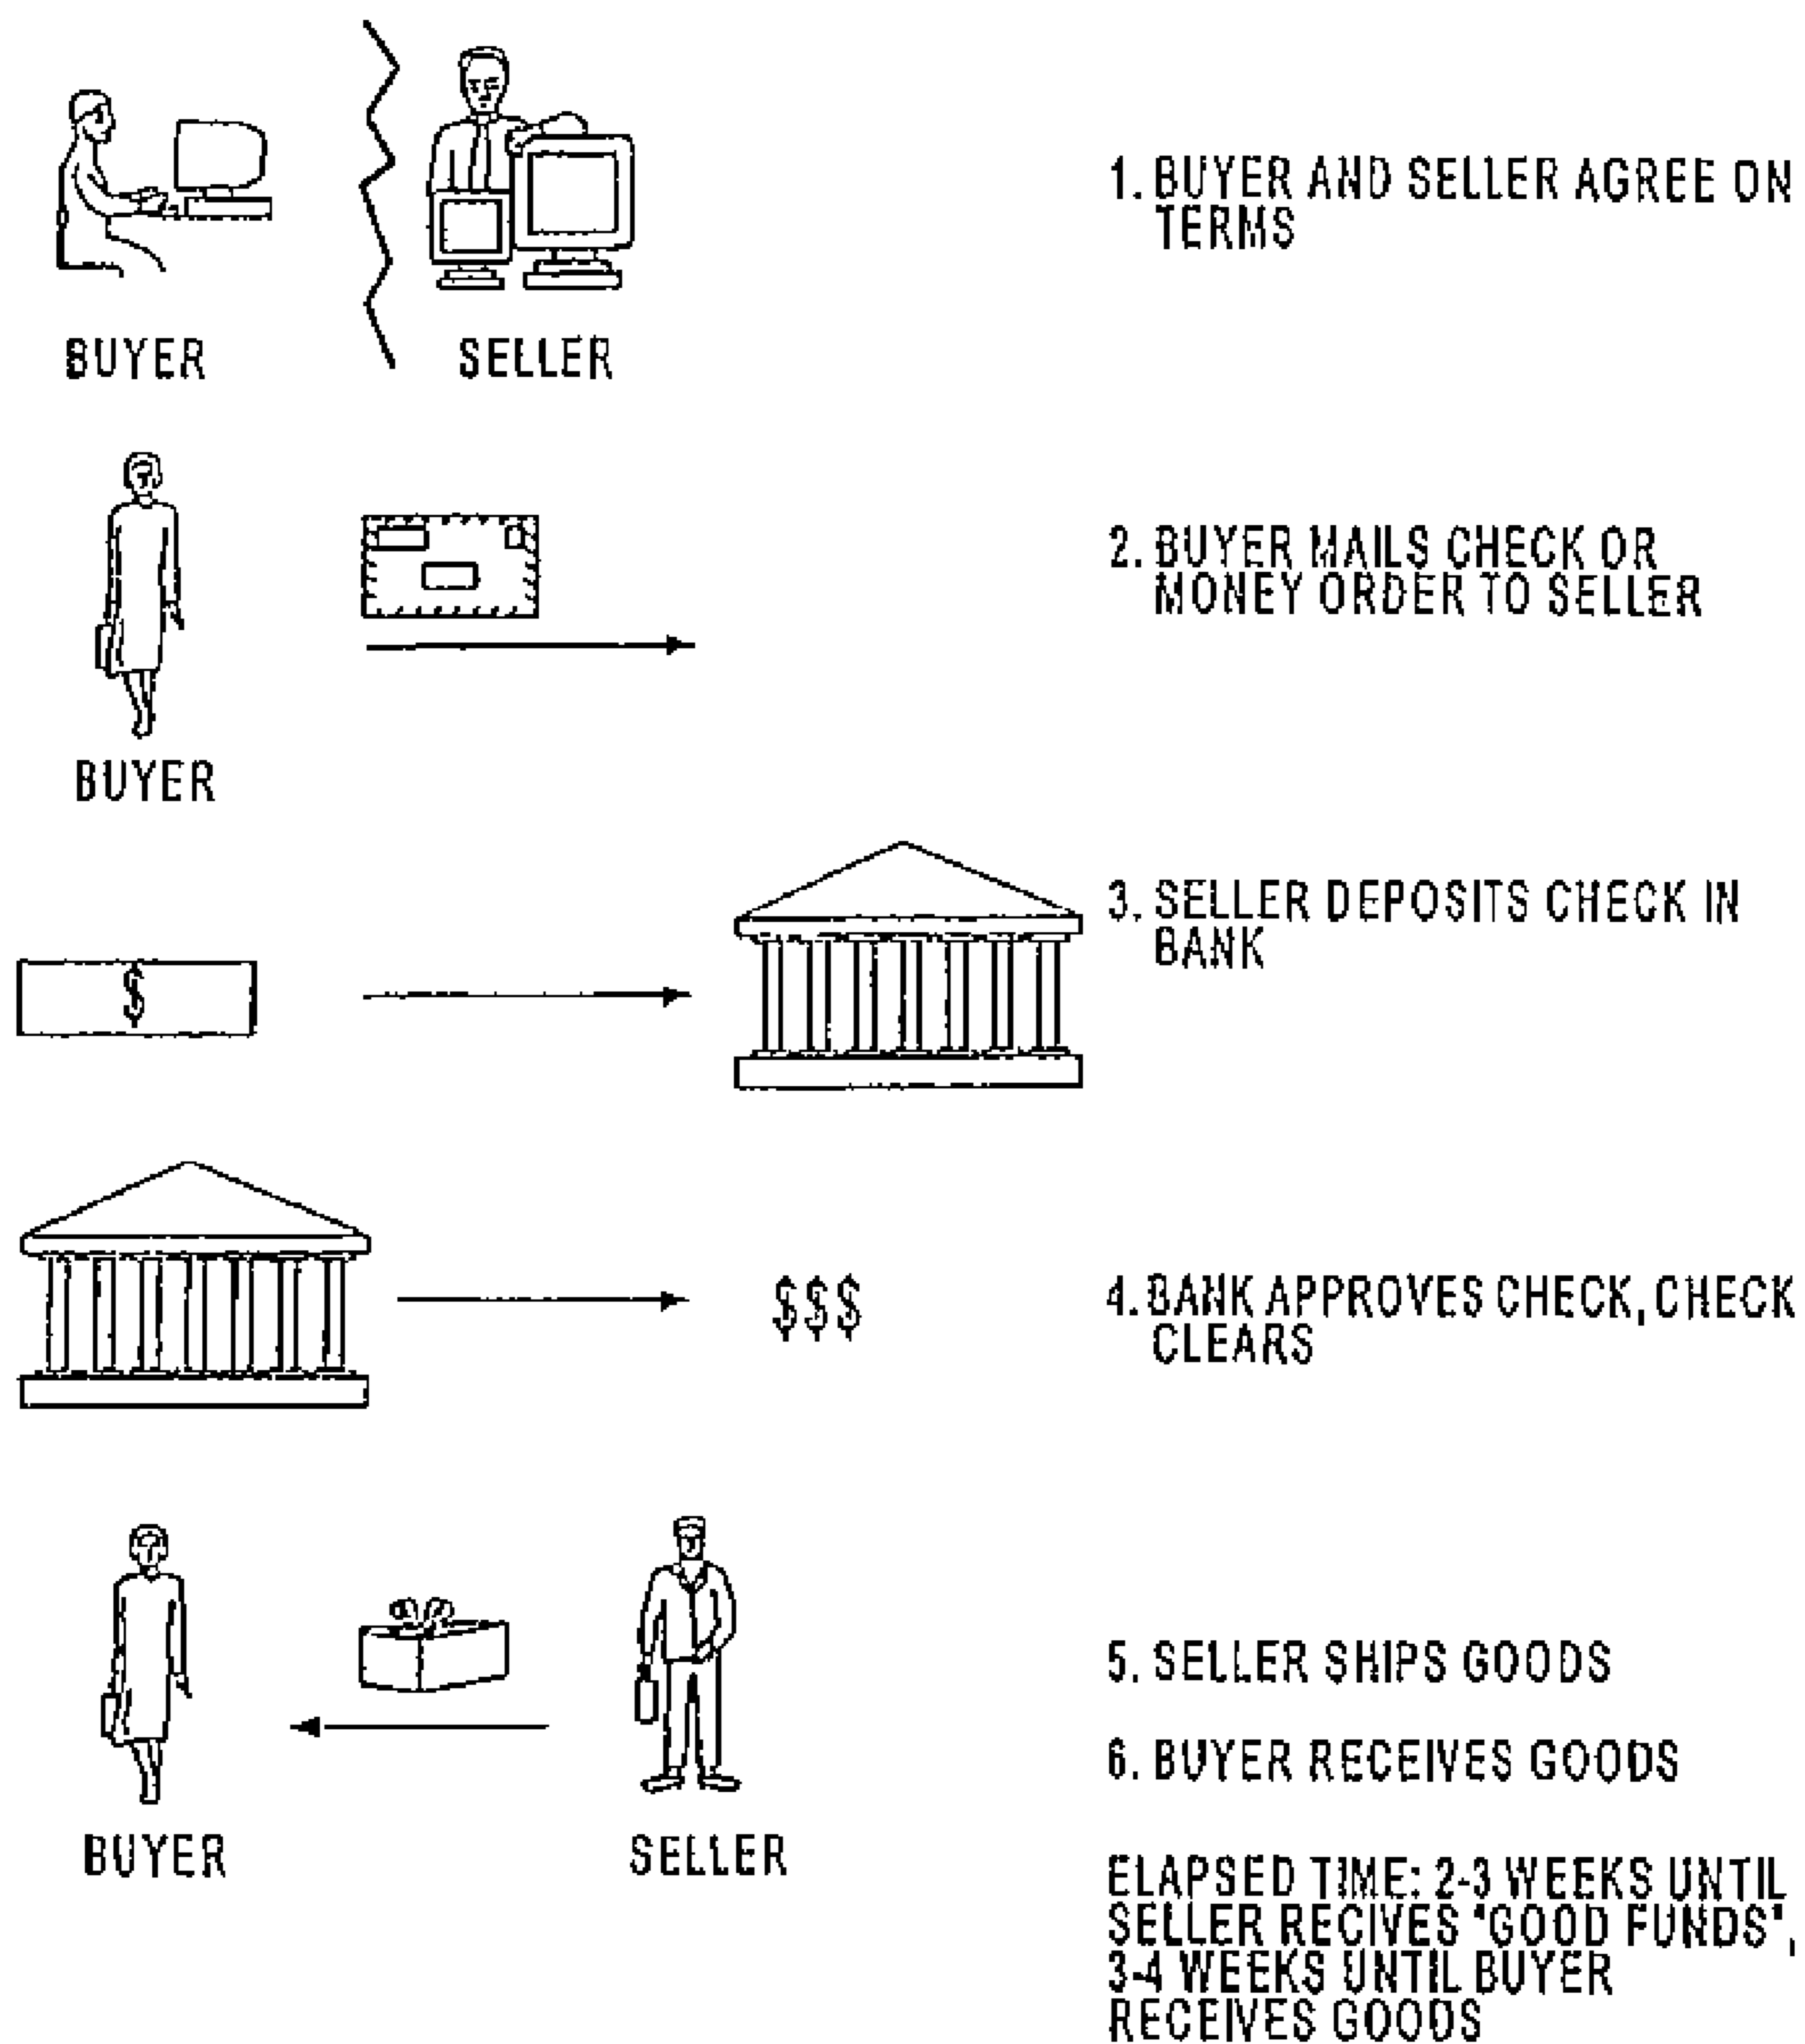 1. BUYER AND SELLER AGREE ON
TERMS
BUYER
SELLER
2. BUYER MAILS CHECK OR
MONEY ORDER TO SELLER
BUYER
3. SELLER DEPOSITS CHECK IN
BANK
$
$$$
4. BANK APPROVES CHECK, CHECK
CLEARS
5. SELLER SHIPS GOODS
6. BUYER RECEIVES GOODS
BUYER
SELLER
ELAPSED TIME: 2-3 WEEKS UNTIL
SELLER RECIVES "GOOD FUNDS",
3-4 WEEKS UNTIL BUYER
RECEIVES GOODS